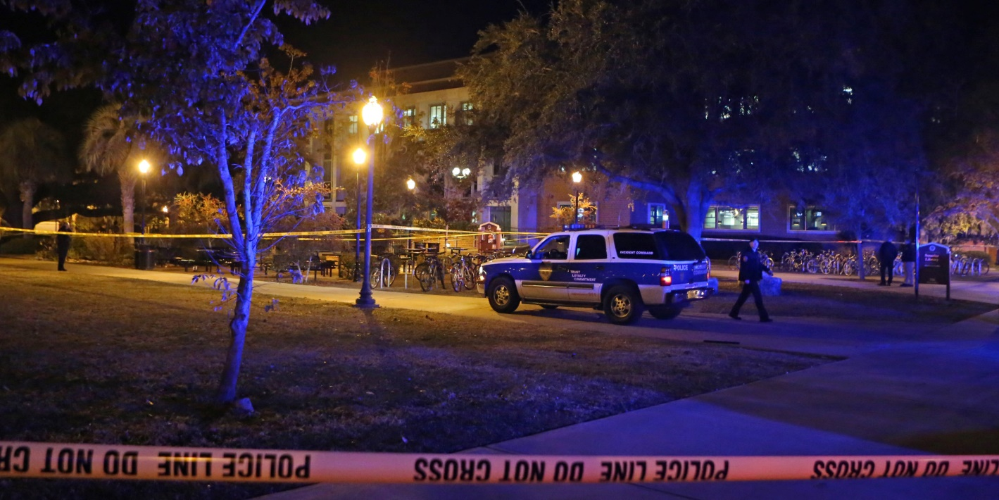 INCIDENT COMMAND
POLICE
TRUST
LOYALTY
COMMITMENT
Library
POLICE LINE DO NOT CROSS
POLICE LINE DO NOT CROSS
LINE DO NOT CROSS